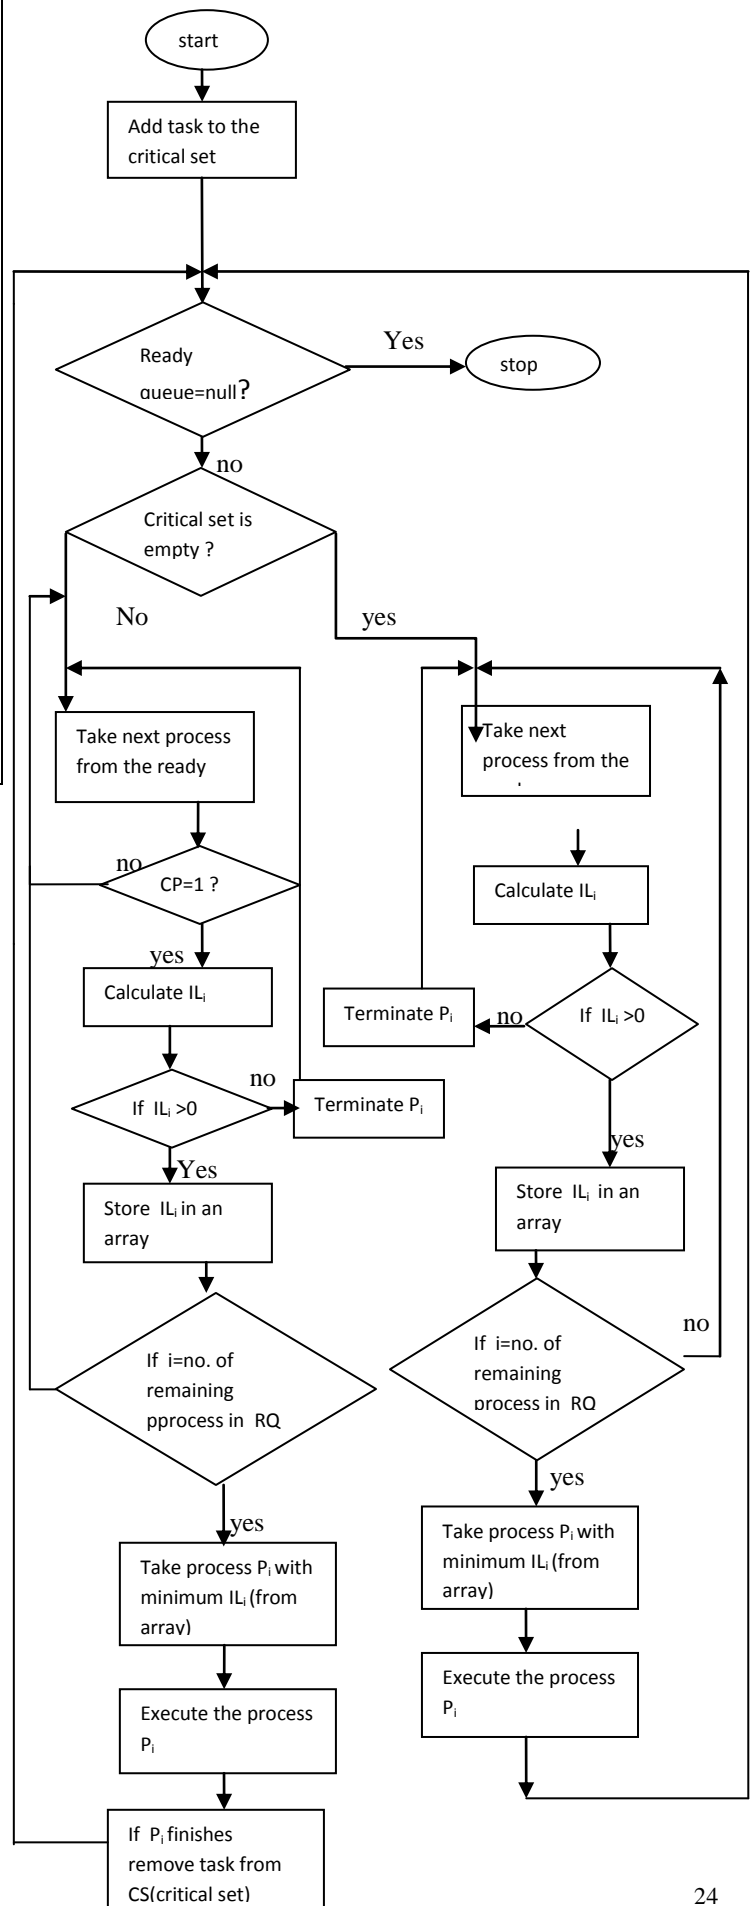 start
Add task to the
critical set
Ready
queue=null?
Yes
stop
no
Critical set is
empty ?
No
yes
Take next process
from the ready
Take next
process from the
no
CP=1 ?
yes
Calculate ILi
Calculate ILi
If ILi >0
no
Terminate Pi
If ILi >0
no
Terminate Pi
Yes
yes
Store ILi in an
array
Store ILi in an
array
If i=no. of
remaining
pprocess in RQ
If i=no. of
remaining
process in RQ
no
yes
yes
Take process Pi with
minimum ILi (from
array)
Take process Pi with
minimum ILi (from
array)
Execute the process
Pi
Execute the process
Pi
If Pi finishes
remove task from
CS(critical set)
24